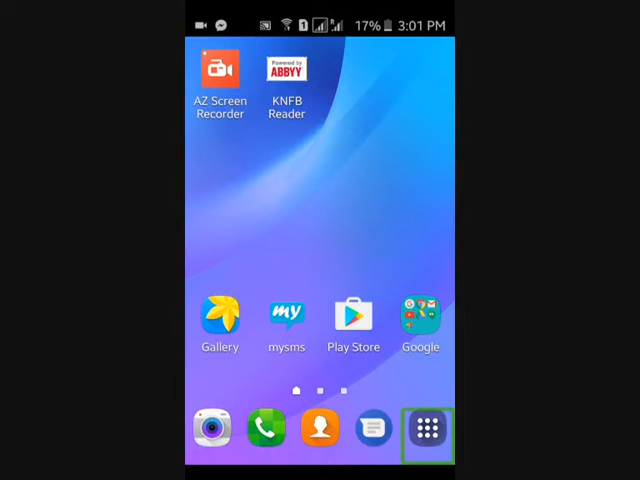 17% 3:01 PM
Powered by
ABBYY
AZ Screen
Recorder
KNFB
Reader
my
Gallery
mysms
Play Store
Google